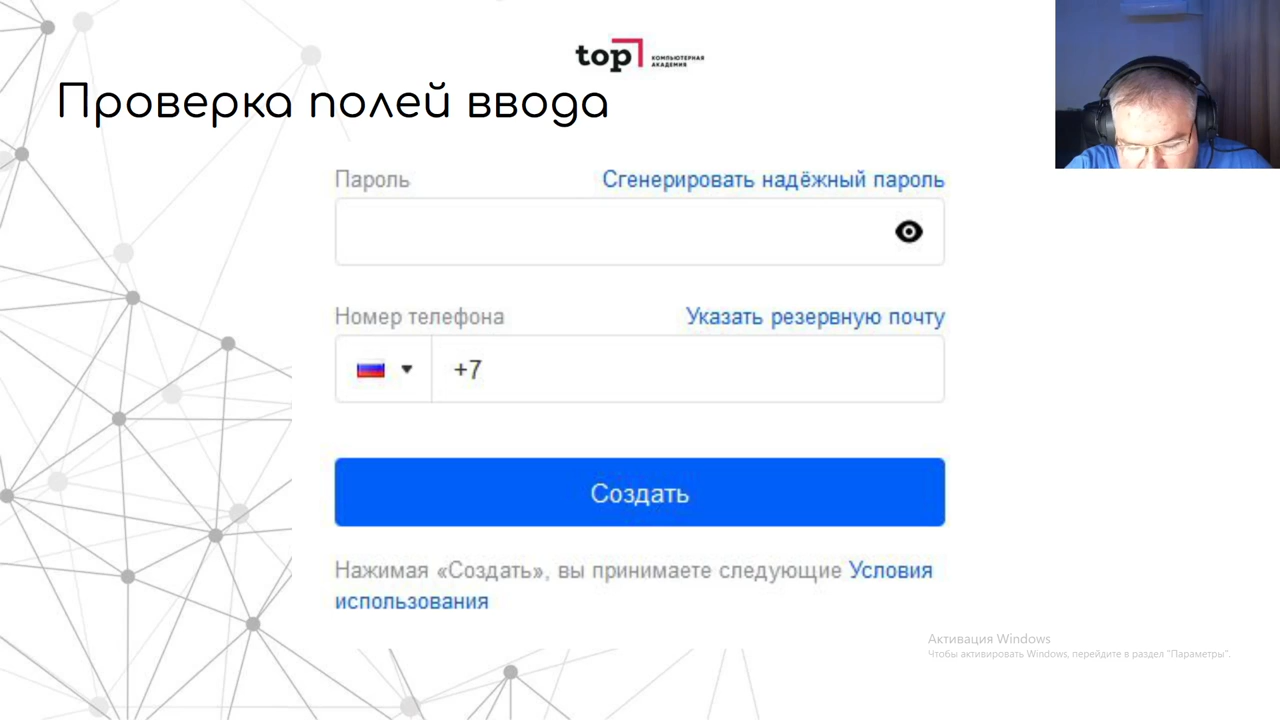 top КОМПЬЮТЕРНАЯ
АКАДЕМИЯ
Проверка полей ввода
Пароль Сгенерировать надёжный пароль
Номер телефона Указать резервную почту
+7
Создать
Нажимая «Создать», вы принимаете следующие Условия
использования
Активация Windows
Чтобы активировать Windows, перейдите в раздел "Параметры".